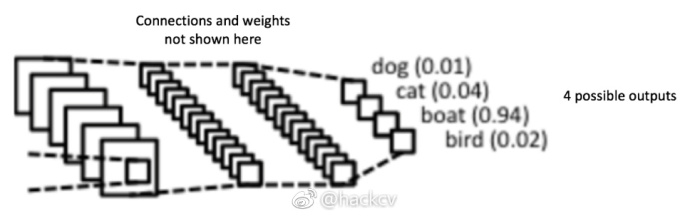 Connections and weights
not shown here
dog (0.01)
cat (0.04)
boat (0.94)
bird (0.02)
4 possible outputs
@hackcv